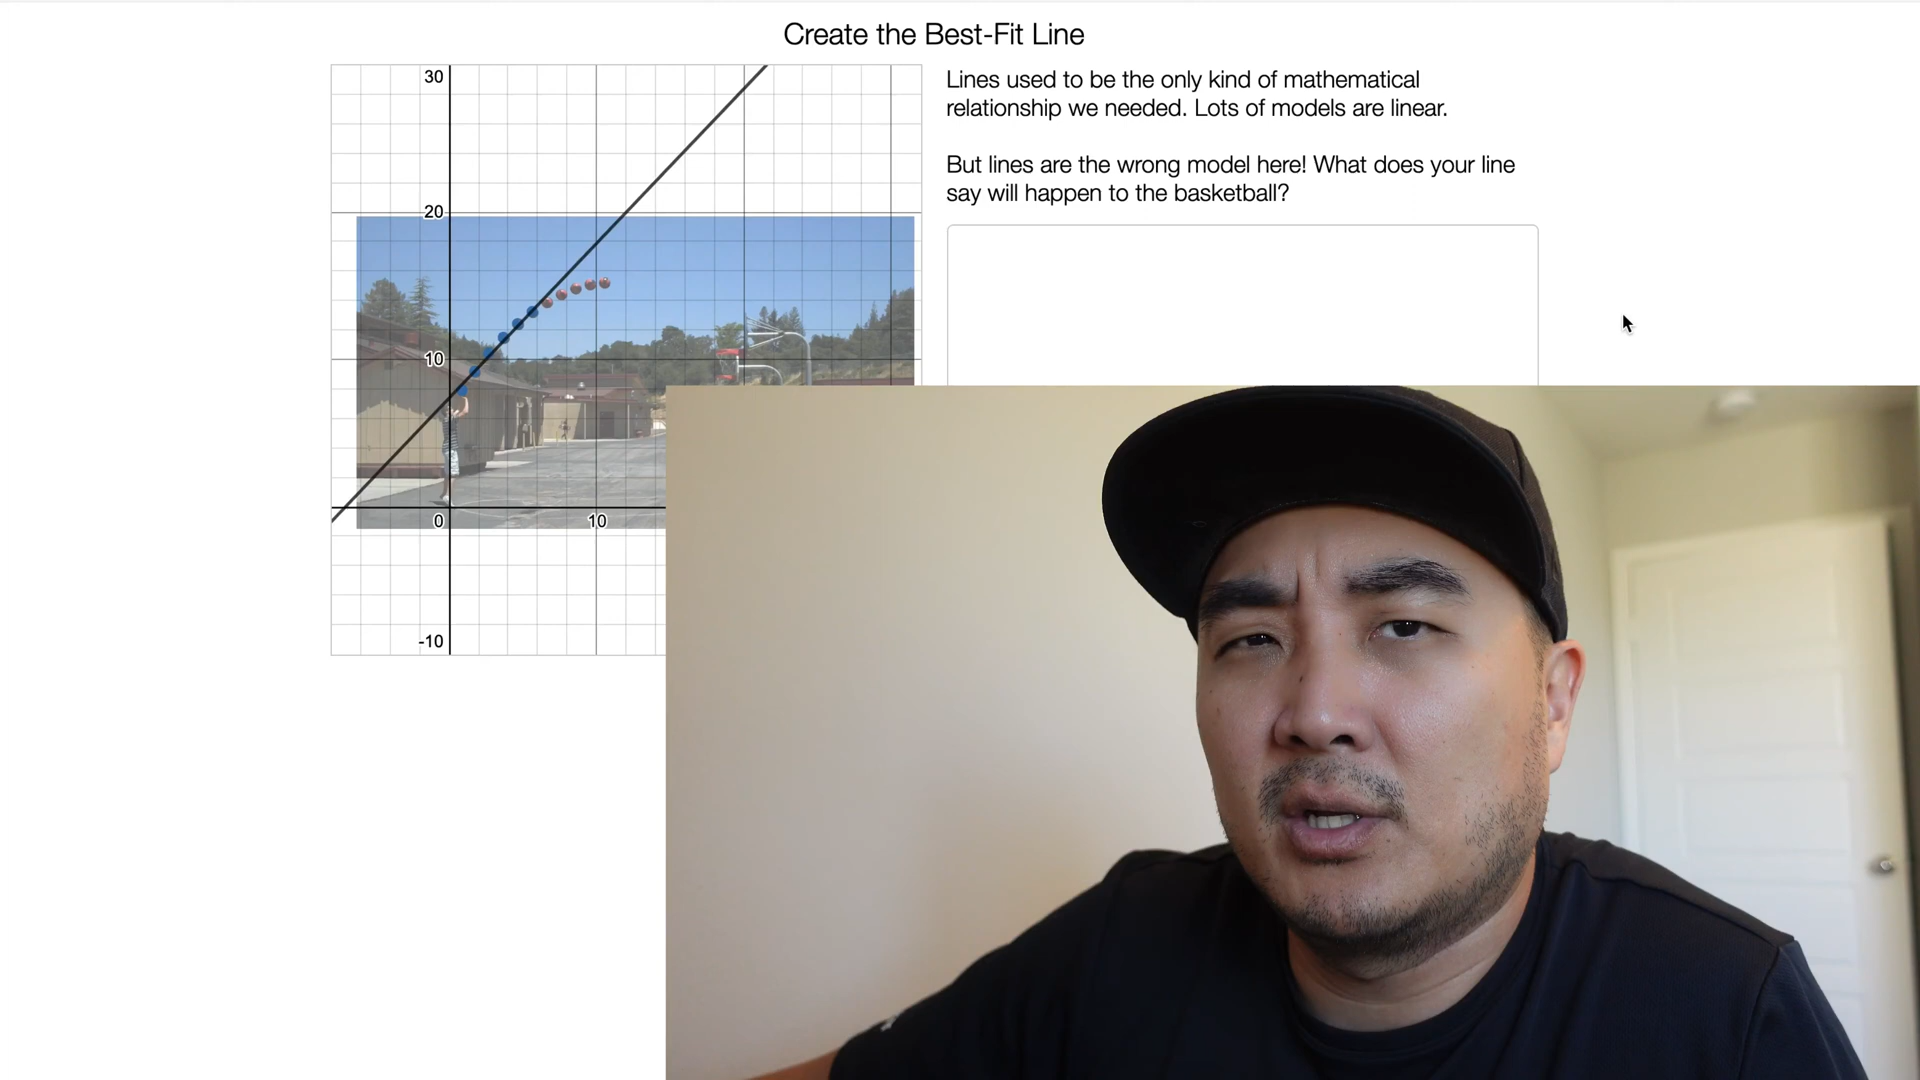 Create the Best-Fit Line
30
20
10
0
10
-10
Lines used to be the only kind of mathematical
relationship we needed. Lots of models are linear.
But lines are the wrong model here! What does your line
say will happen to the basketball?